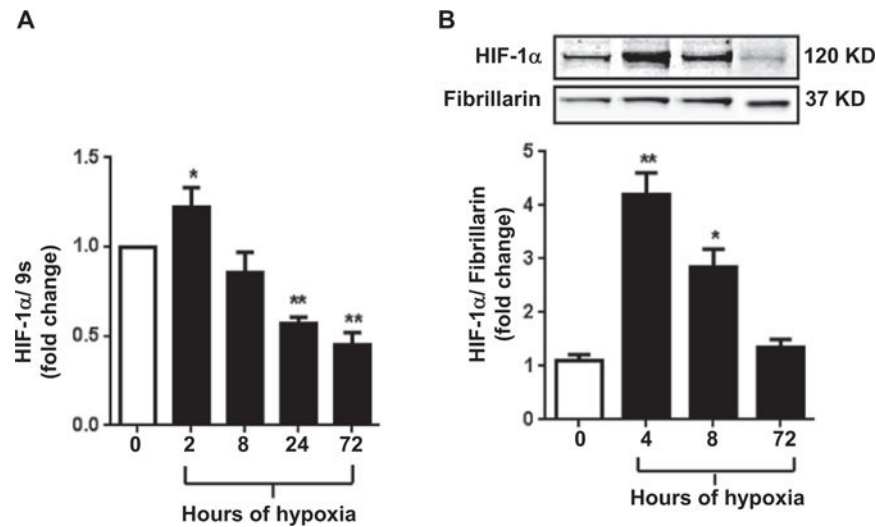 A
HIF-1α/ 9s
(fold change)
1.5
1.0
0.5
0.0
*
**
**
0 2 8 24 72
Hours of hypoxia
B
HIF-1α 120 KD
Fibrillarin 37 KD
HIF-1α/ Fibrillarin
(fold change)
5
4
3
2
1
0
**
*
0 4 8 72
Hours of hypoxia